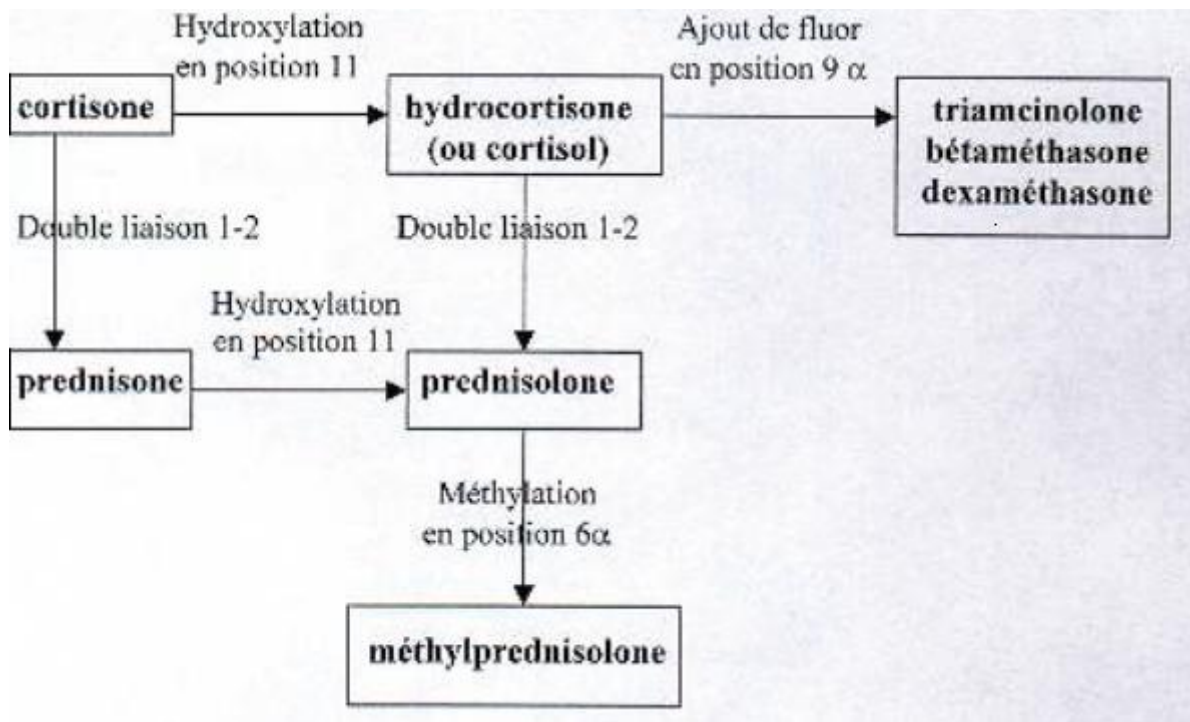 Hydroxylation
en position 11
Ajout de fluor
en position 9 α
cortisone
hydrocortisone
(ou cortisol)
triamcinolone
bétaméthasone
dexaméthasone
Double liaison 1-2
Double liaison 1-2
Hydroxylation
en position 11
prednisone
prednisolone
Méthylation
en position 6α
méthylprednisolone